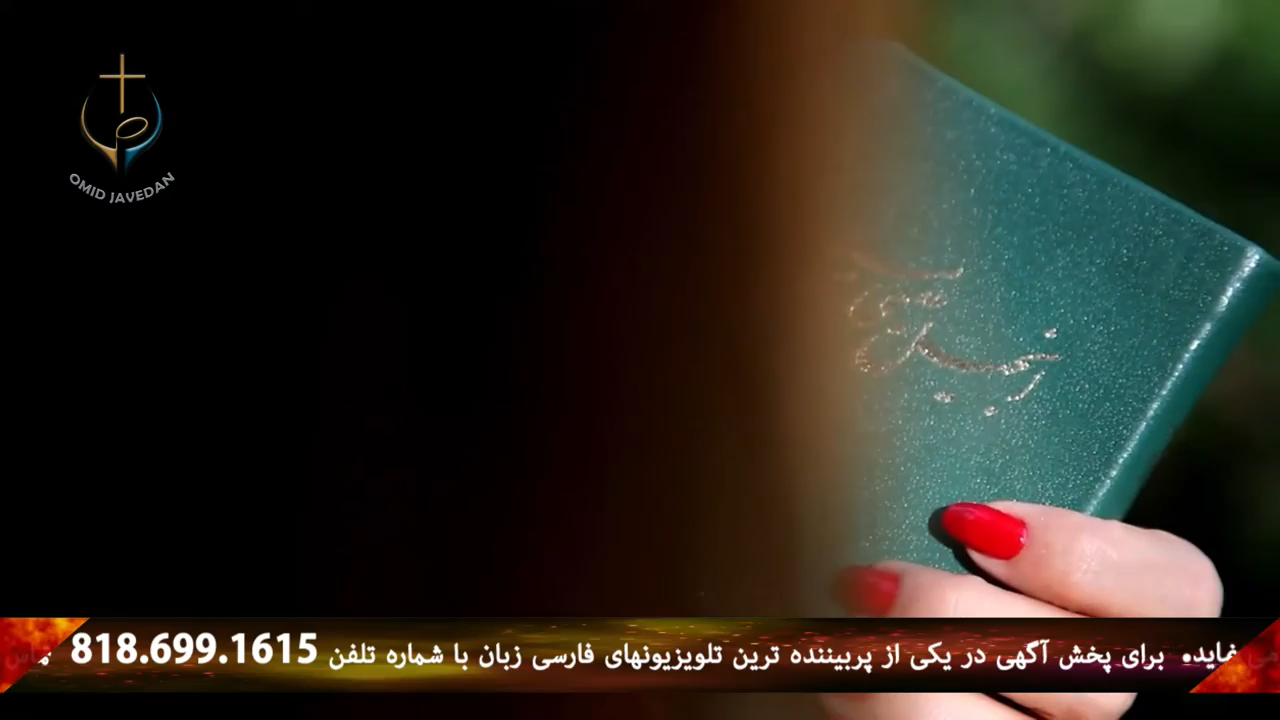 OMID JAVEDAN
نماید. برای پخش آگهی در یکی از پربیننده ترین تلویزیونهای فارسی زبان با شماره تلفن 818.699.1615